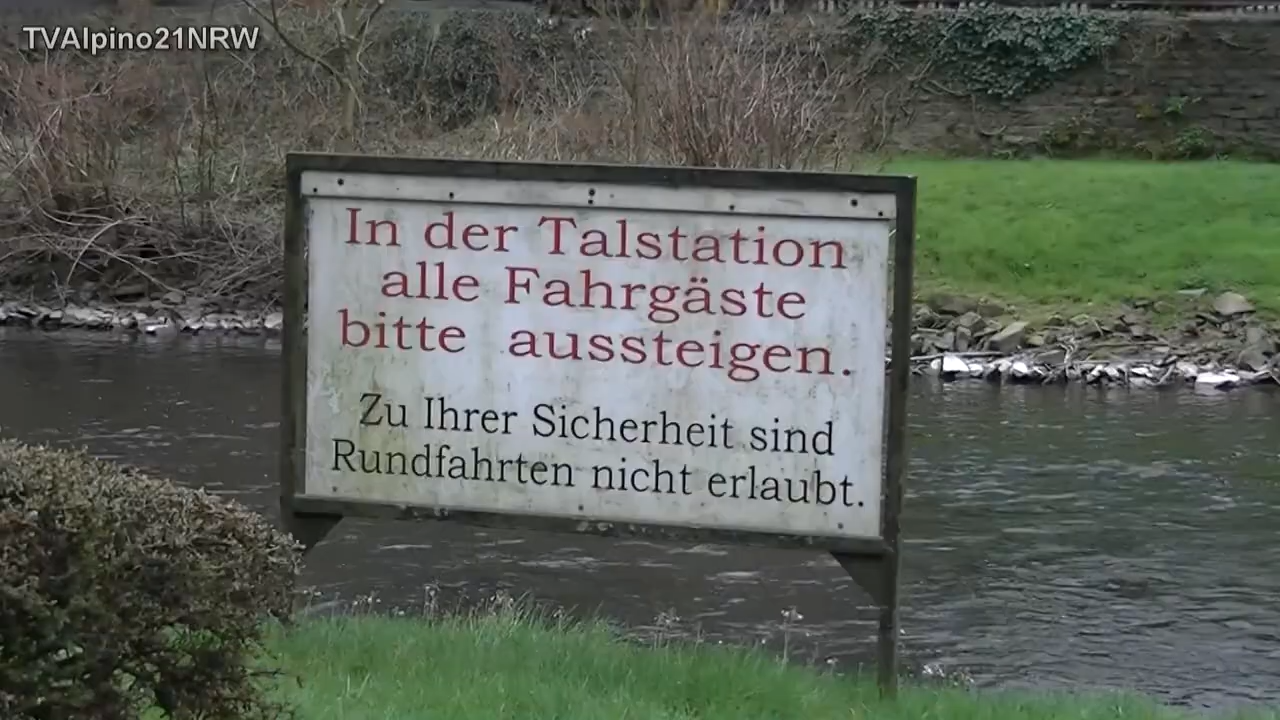 TVAlpino21NRW
In der Talstation
alle Fahrgäste
bitte aussteigen.
Zu Ihrer Sicherheit sind
Rundfahrten nicht erlaubt.